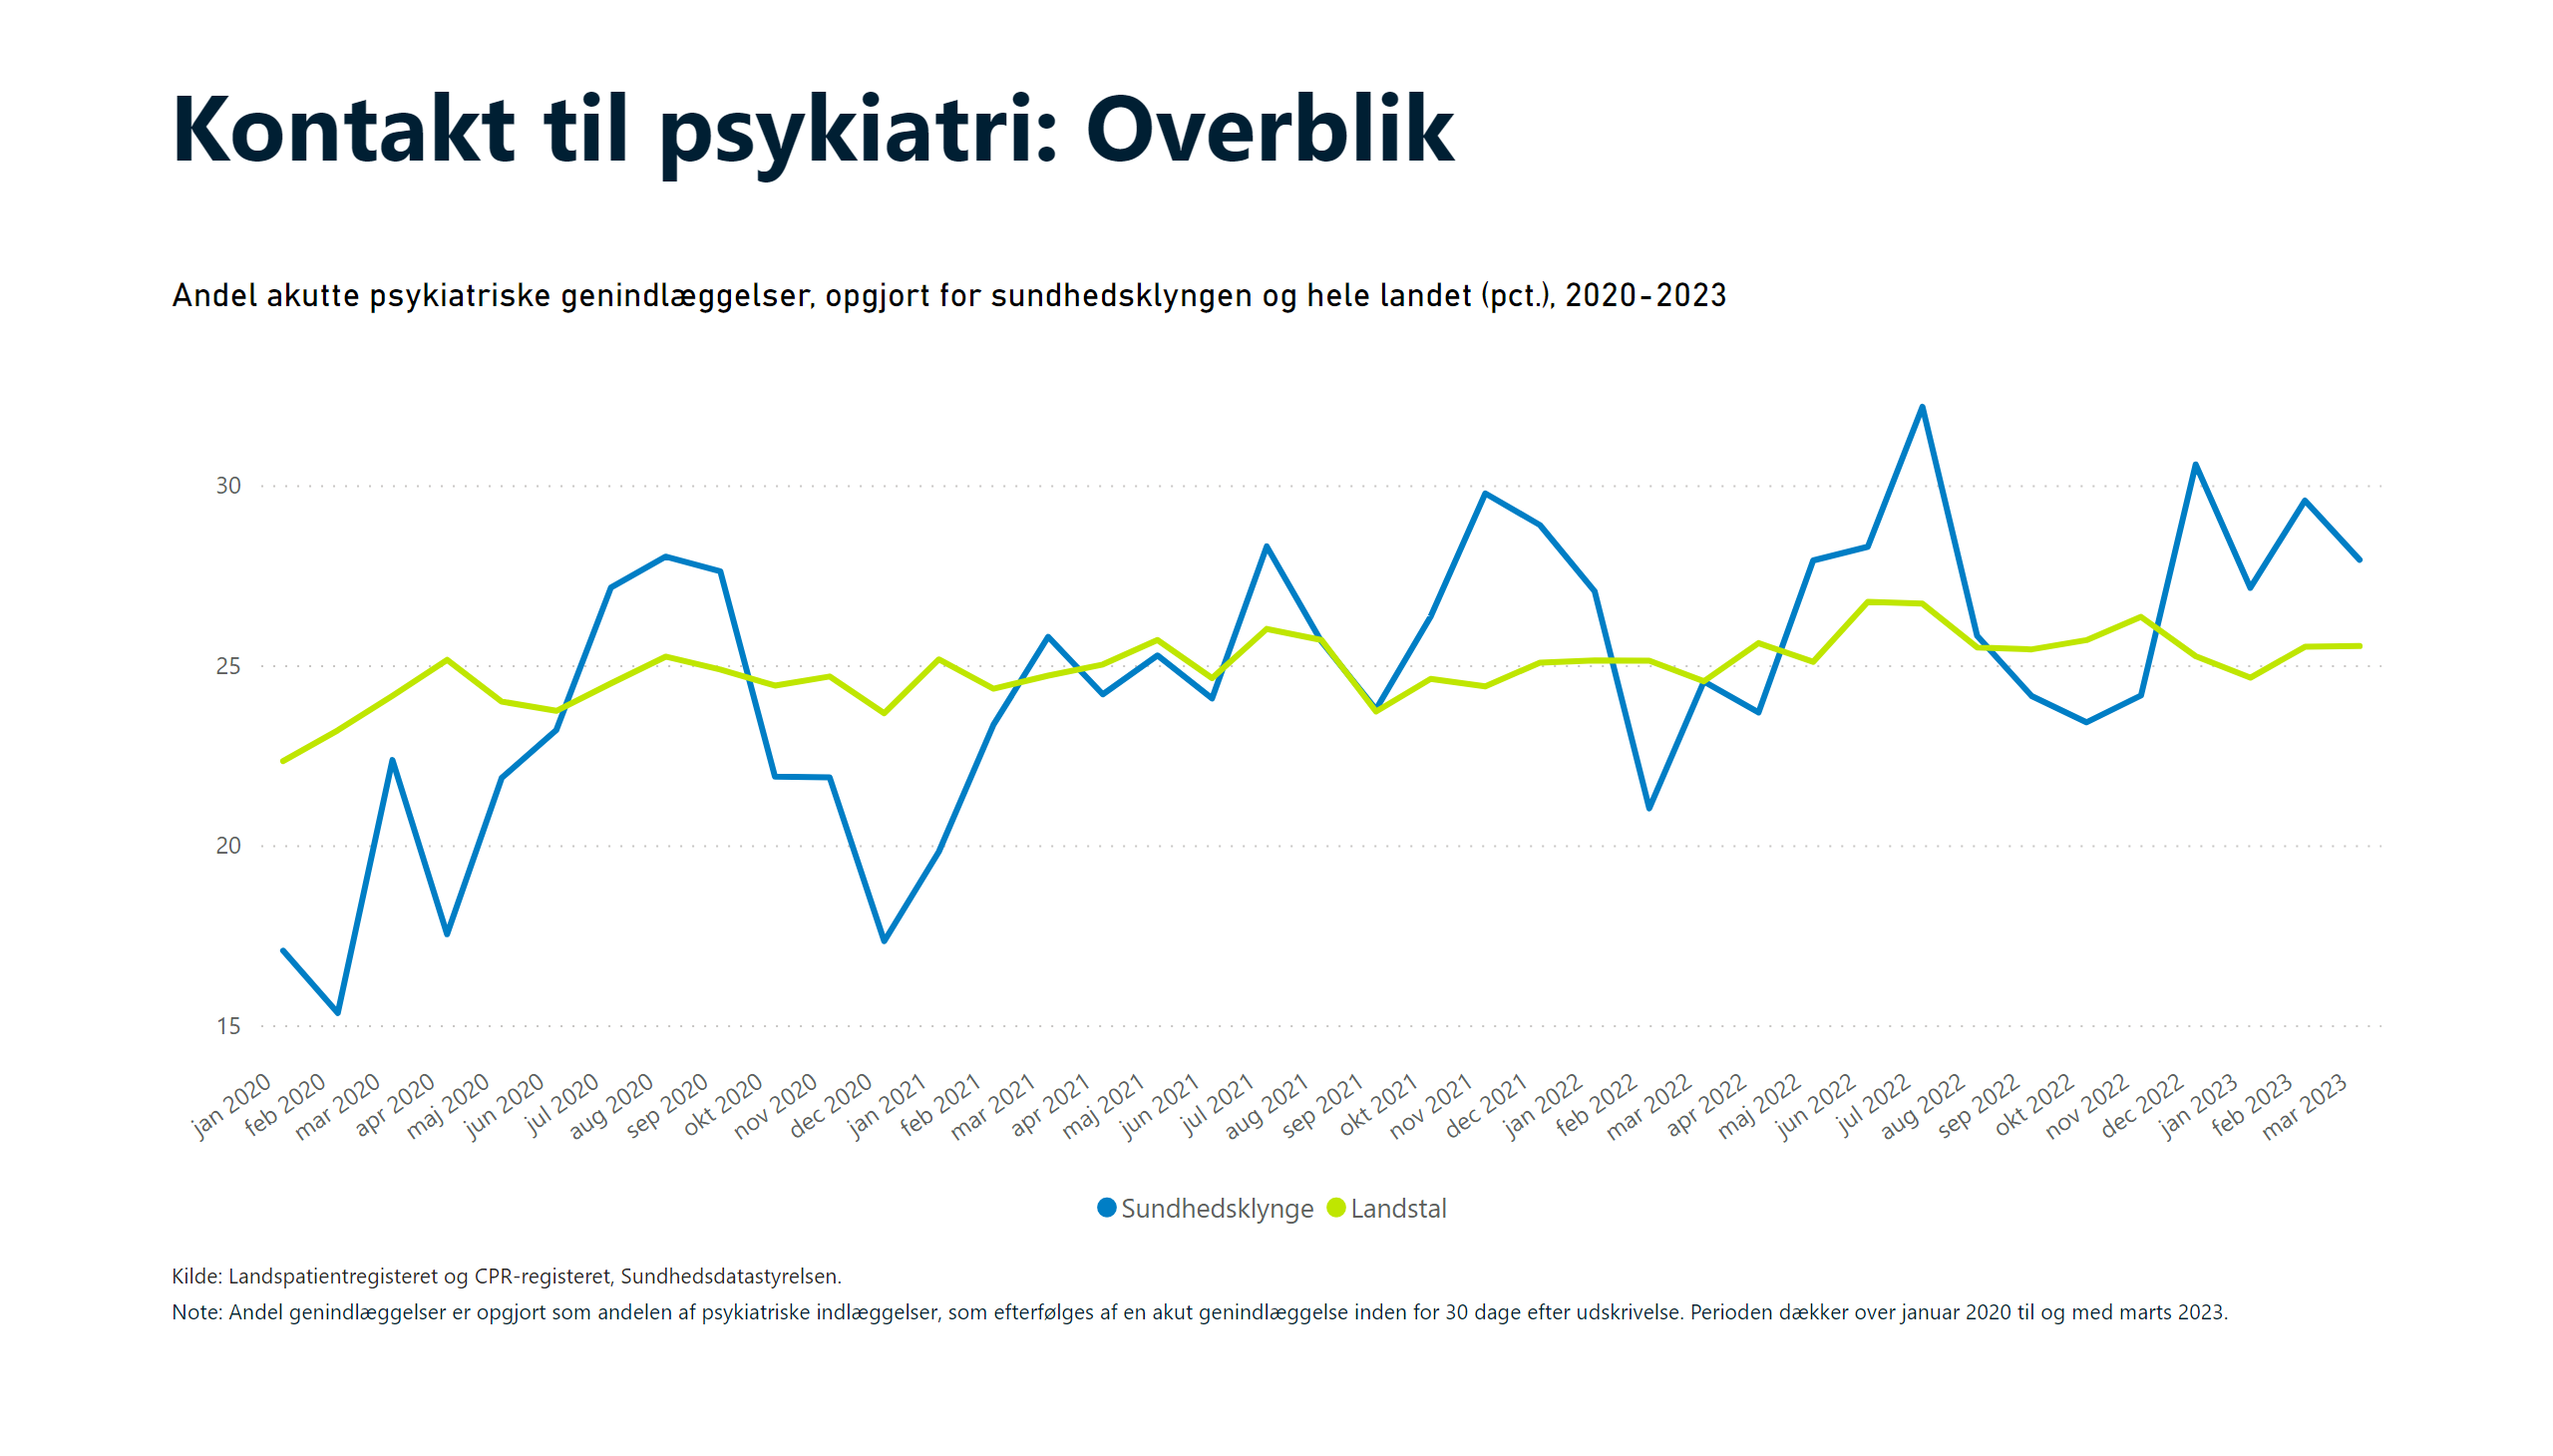 Kontakt til psykiatri: Overblik
Andel akutte psykiatriske genindlæggelser, opgjort for sundhedsklyngen og hele landet (pct.), 2020-2023
30
25
20
15
jan 2020
feb 2020
mar 2020
apr 2020
maj 2020
jun 2020
jul 2020
aug 2020
sep 2020
okt 2020
nov 2020
dec 2020
jan 2021
feb 2021
mar 2021
apr 2021
maj 2021
jun 2021
jul 2021
aug 2021
sep 2021
okt 2021
nov 2021
dec 2021
jan 2022
feb 2022
mar 2022
apr 2022
maj 2022
jun 2022
jul 2022
aug 2022
sep 2022
okt 2022
nov 2022
dec 2022
jan 2023
feb 2023
mar 2023
Sundhedsklynge Landstal
Kilde: Landspatientregisteret og CPR-registeret, Sundhedsdatastyrelsen.
Note: Andel genindlæggelser er opgjort som andelen af psykiatriske indlæggelser, som efterfølges af en akut genindlæggelse inden for 30 dage efter udskrivelse. Perioden dækker over januar 2020 til og med marts 2023.